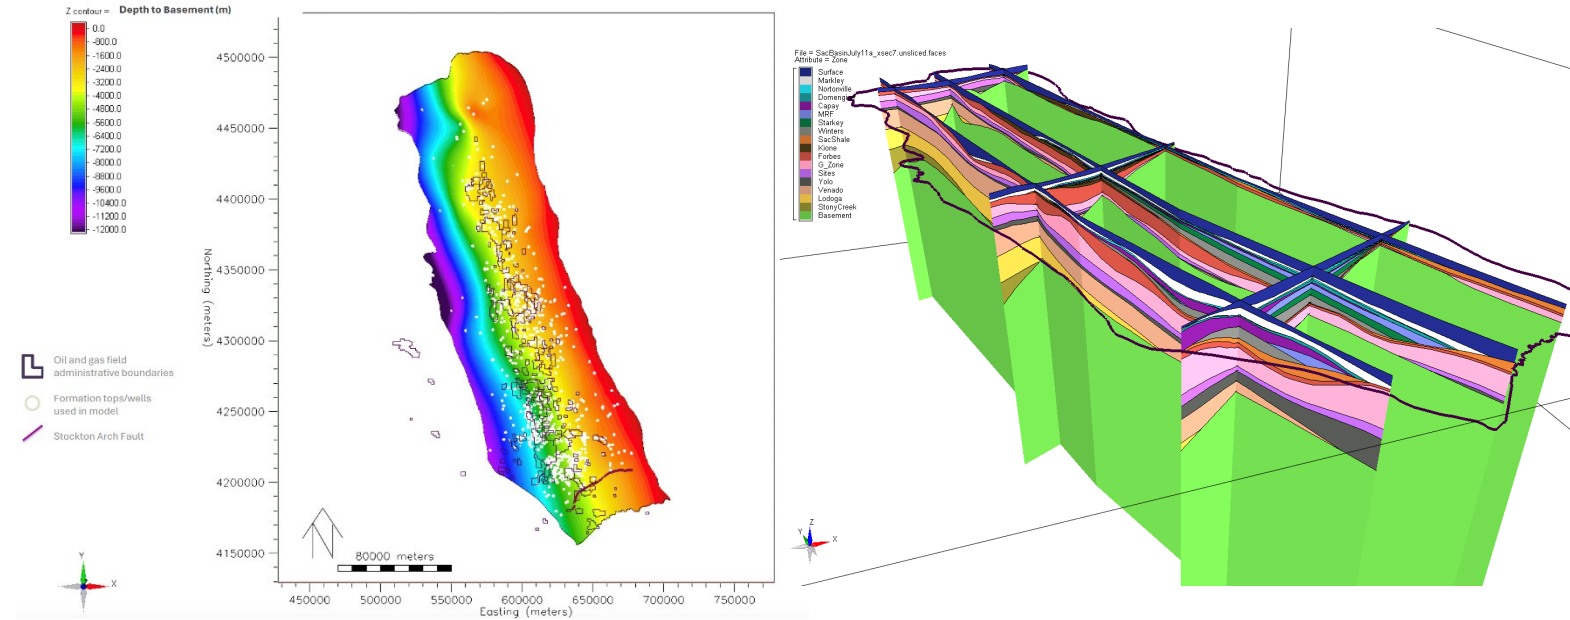 Z contour = Depth to Basement (m)
0.0
-800.0
-1600.0
-2400.0
-3200.0
-4000.0
-4800.0
-5600.0
-6400.0
-7200.0
-8000.0
-8800.0
-9600.0
-10400.0
-11200.0
-12000.0
Oil and gas field
administrative boundaries
Formation tops/wells
used in model
Stockton Arch Fault
Y
X
Northing (meters)
4500000
4450000
4400000
4350000
4300000
4250000
4200000
4150000
80000 meters
450000 500000 550000 600000 650000 700000 750000
Easting (meters)
File = SacBasinJuly11a_xsec7.unsliced.faces
Attribute = Zone
Surface
Markley
Nortonville
Domengi
Capay
MRF
Starkey
Winters
SacShale
Kione
Forbes
G_Zone
Sites
Yolo
Venado
Lodoga
StonyCreek
Basement
Z
Y
X